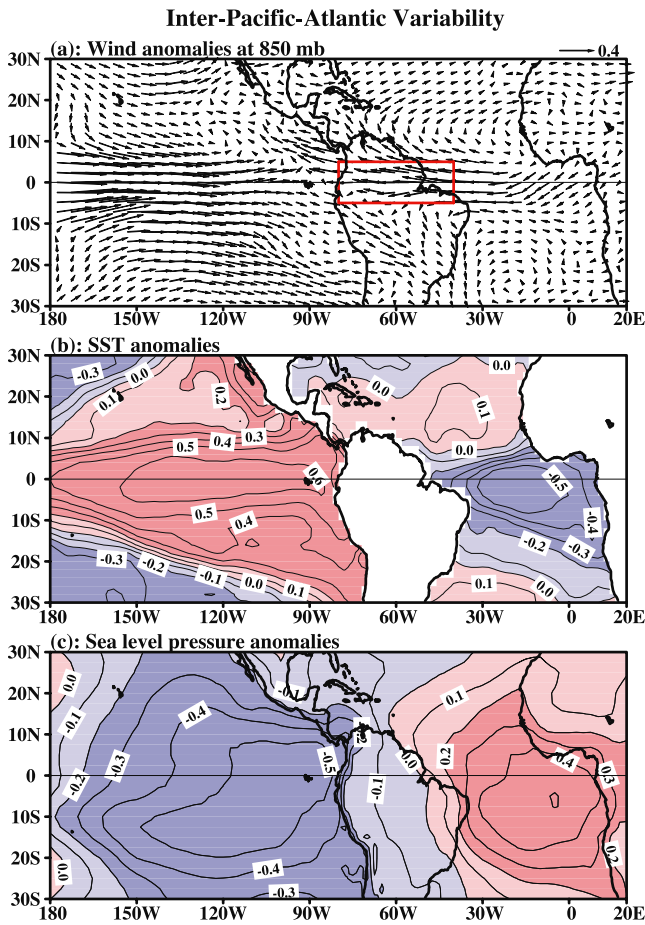 Inter-Pacific-Atlantic Variability
(a): Wind anomalies at 850 mb
0.4
30N
20N
10N
0
10S
20S
30S
180 150W 120W 90W 60W 30W 0 20E
(b): SST anomalies
30N
20N
10N
0
10S
20S
30S
-0.3 0.0 0.1 0.2 0.3 0.4 0.5 0.6 0.5 0.4 -0.3 -0.2 -0.1 0.0 0.1
0.0 0.0 0.1 0.0 -0.5 -0.4 -0.3 -0.2 0.0 0.1
180 150W 120W 90W 60W 30W 0 20E
(c): Sea level pressure anomalies
30N
20N
10N
0
10S
20S
30S
0.0 -0.1 -0.2 -0.3 -0.4 -0.5 -0.4 -0.3 0.0
-0.1 -0.1 0.0 0.1 0.2 0.4 0.3 0.2
180 150W 120W 90W 60W 30W 0 20E